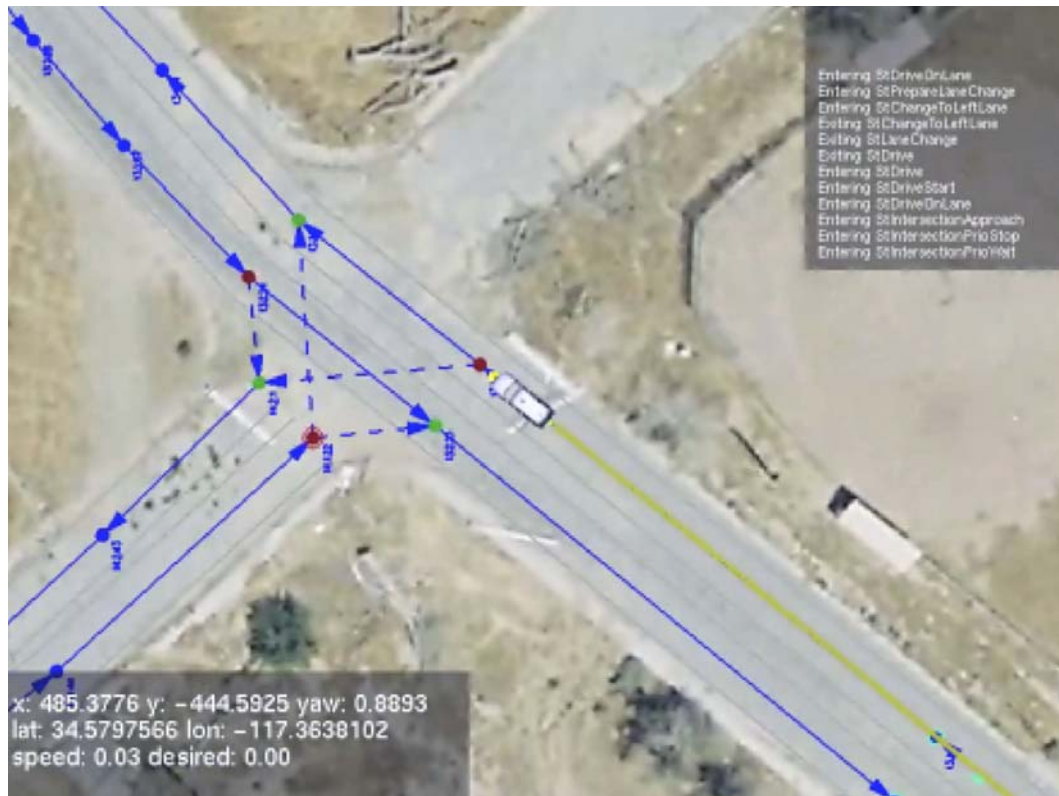 Entering StDriveOnLane
Entering StPrepareLaneChange
Entering StChangeToLeftLane
Exiting StChangeToLeftLane
Exiting StLaneChange
Exiting StDrive
Entering StDrive
Entering StDriveStart
Entering StDriveOnLane
Entering StIntersectionApproach
Entering StIntersectionPrioStop
Entering StIntersectionPrioWait
x: 485.3776 y: -444.5925 yaw: 0.8893
lat: 34.5797566 lon: -117.3638102
speed: 0.03 desired: 0.00